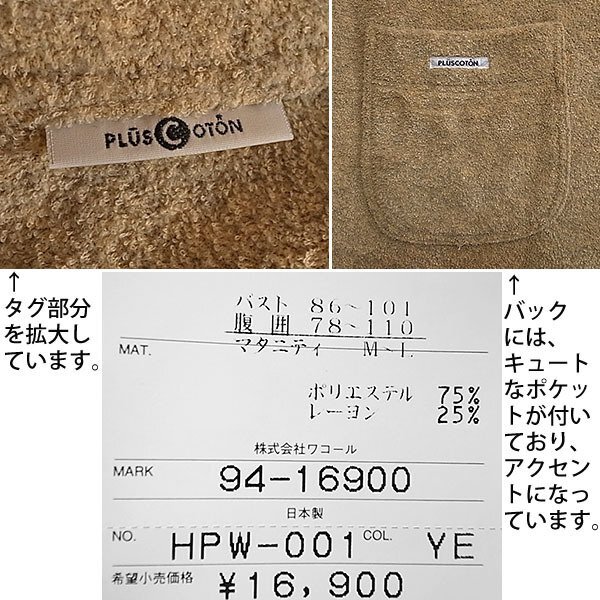 PLŪS COTŌN
PLŪSCOTŌN
↑
タグ部分
を拡大し
ています。
バスト 86~101
腹囲 78~110
マタニティ M~L
MAT.
ポリエステル 75%
レーヨン 25%
株式会社ワコール
MARK 94-16900
日本製
NO. HPW-001 COL. YE
希望小売価格 ¥16,900
↑
バック
には、
キュート
なポケッ
トが付い
ており、
アクセン
トになっ
ています。